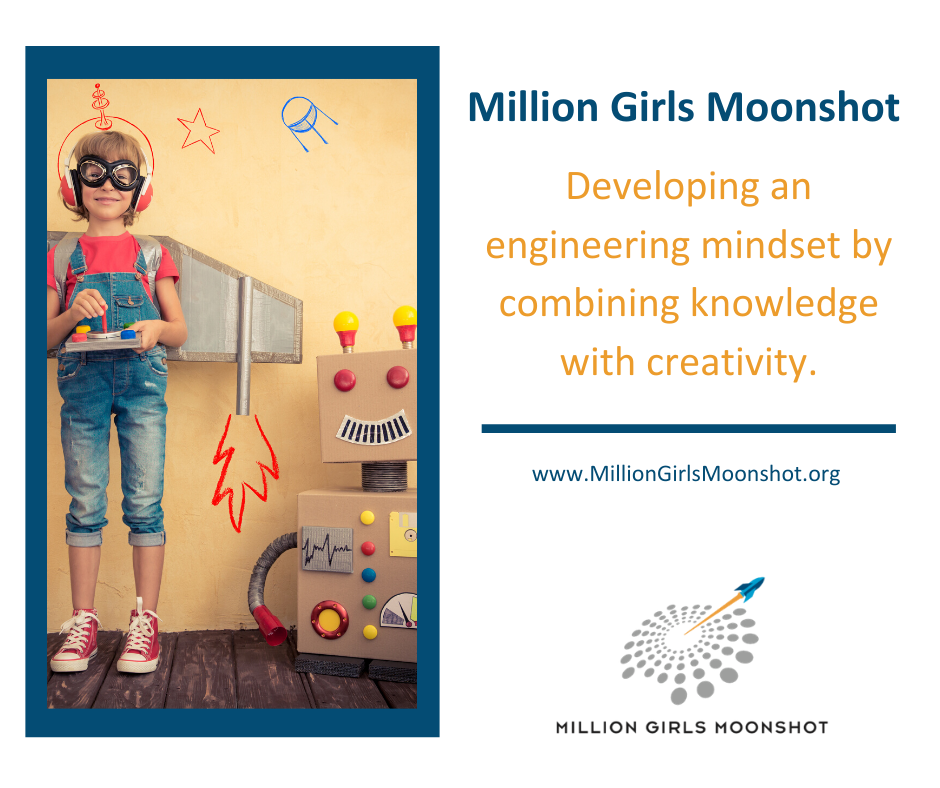 Million Girls Moonshot
Developing an
engineering mindset by
combining knowledge
with creativity.
www.MillionGirlsMoonshot.org
MILLION GIRLS MOONSHOT